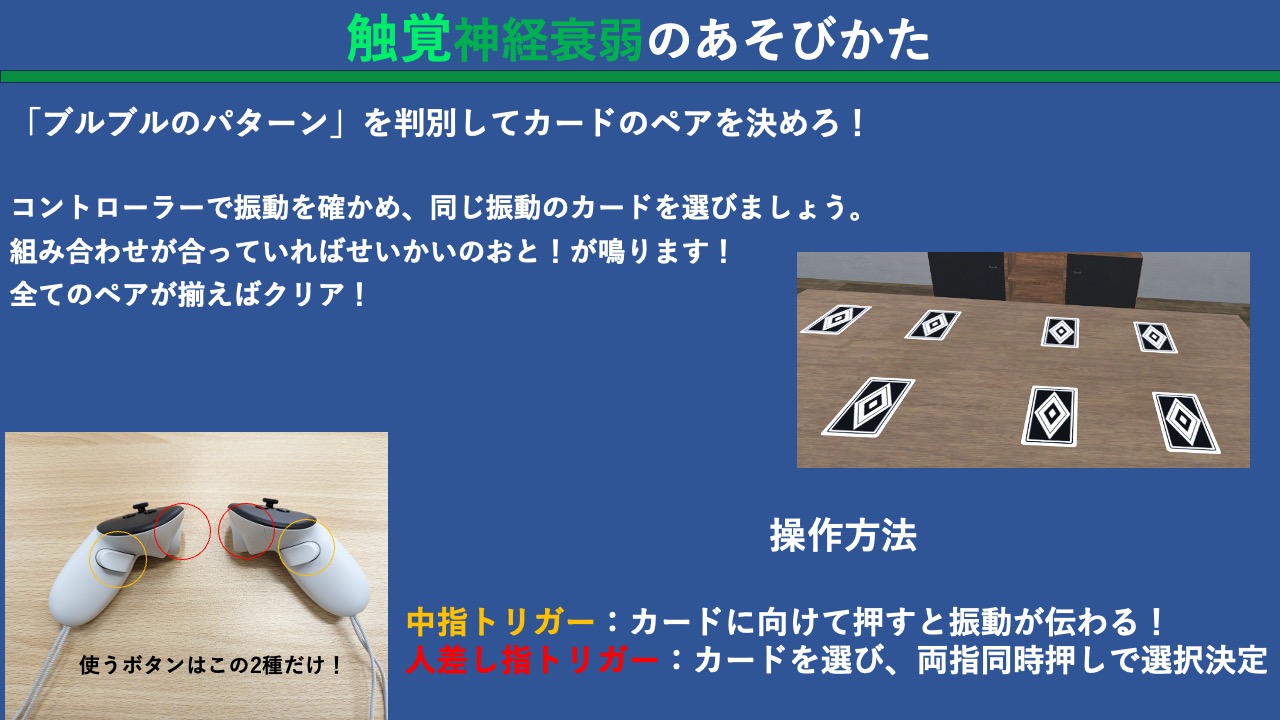 触覚神経衰弱のあそびかた
「ブルブルのパターン」を判別してカードのペアを決めろ！
コントローラーで振動を確かめ、同じ振動のカードを選びましょう。
組み合わせが合っていればせいかいのおと！が鳴ります！
全てのペアが揃えばクリア！
操作方法
中指トリガー：カードに向けて押すと振動が伝わる！
人差し指トリガー：カードを選び、両指同時押しで選択決定
使うボタンはこの2種だけ！